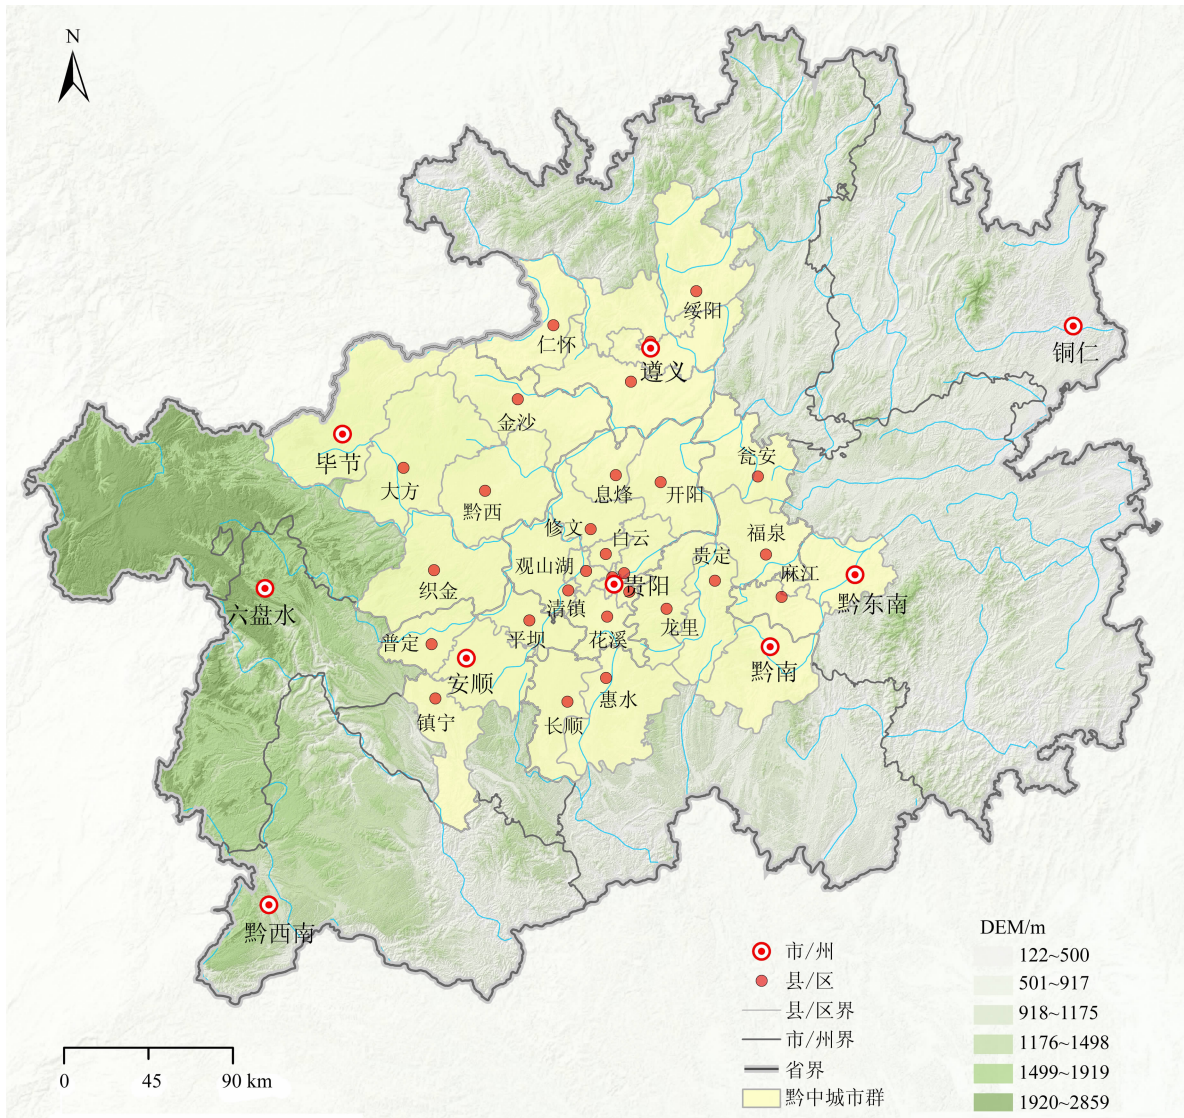 N
绥阳
仁怀
遵义
铜仁
金沙
毕节
瓮安
大方
黔西
息烽
开阳
修文
白云
福泉
观山湖
贵定
麻江
织金
贵阳
黔东南
六盘水
清镇
龙里
普定
平坝
花溪
黔南
安顺
惠水
镇宁
长顺
黔西南
DEM/m
市/州
122~500
县/区
501~917
县/区界
918~1175
市/州界
1176~1498
省界
1499~1919
黔中城市群
1920~2859
0 45 90 km